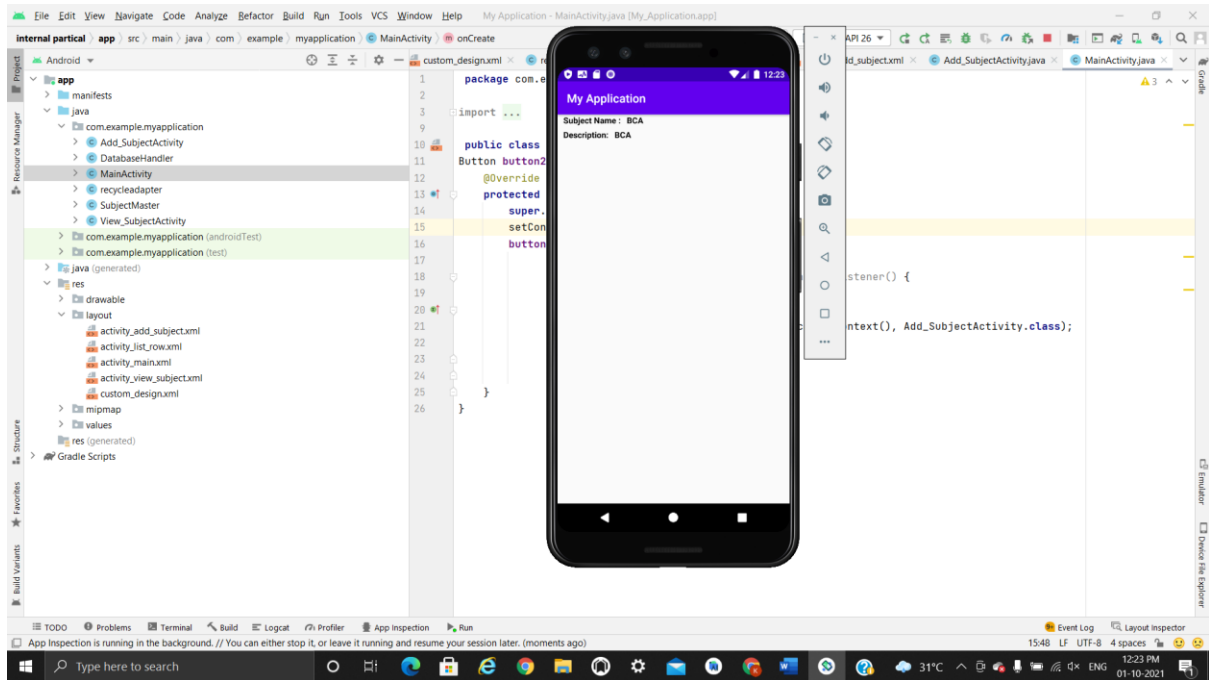 File Edit View Navigate Code Analyze Refactor Build Run Tools VCS Window Help My Application - MainActivity.java [My_Application.app]
internal partical app src main java com example myapplication MainActivity onCreate API 26
Android custom_design.xml dd_subject.xml Add_SubjectActivity.java MainActivity.java
Project
Resource Manager
Structure
Favorites
Build Variants
app
manifests
java
com.example.myapplication
Add_SubjectActivity
DatabaseHandler
MainActivity
recycleadapter
SubjectMaster
View_SubjectActivity
com.example.myapplication (androidTest)
com.example.myapplication (test)
java (generated)
res
drawable
layout
activity_add_subject.xml
activity_list_row.xml
activity_main.xml
activity_view_subject.xml
custom_design.xml
mipmap
values
res (generated)
Gradle Scripts
1 package com.e
2
3 import ...
9
10 public class
11 Button button2
12 @Override
13 protected
14 super.
15 setCon
16 button
17
18 stener() {
19
20
21 ntext(), Add_SubjectActivity.class);
22
23
24
25 }
26 }
3
12:23
My Application
Subject Name : BCA
Description: BCA
Gradle
Emulator
Device File Explorer
TODO Problems Terminal Build Logcat Profiler App Inspection Run Event Log Layout Inspector
App Inspection is running in the background. // You can either stop it, or leave it running and resume your session later. (moments ago) 15:48 LF UTF-8 4 spaces
Type here to search 31°C ENG 12:23 PM
01-10-2021
1